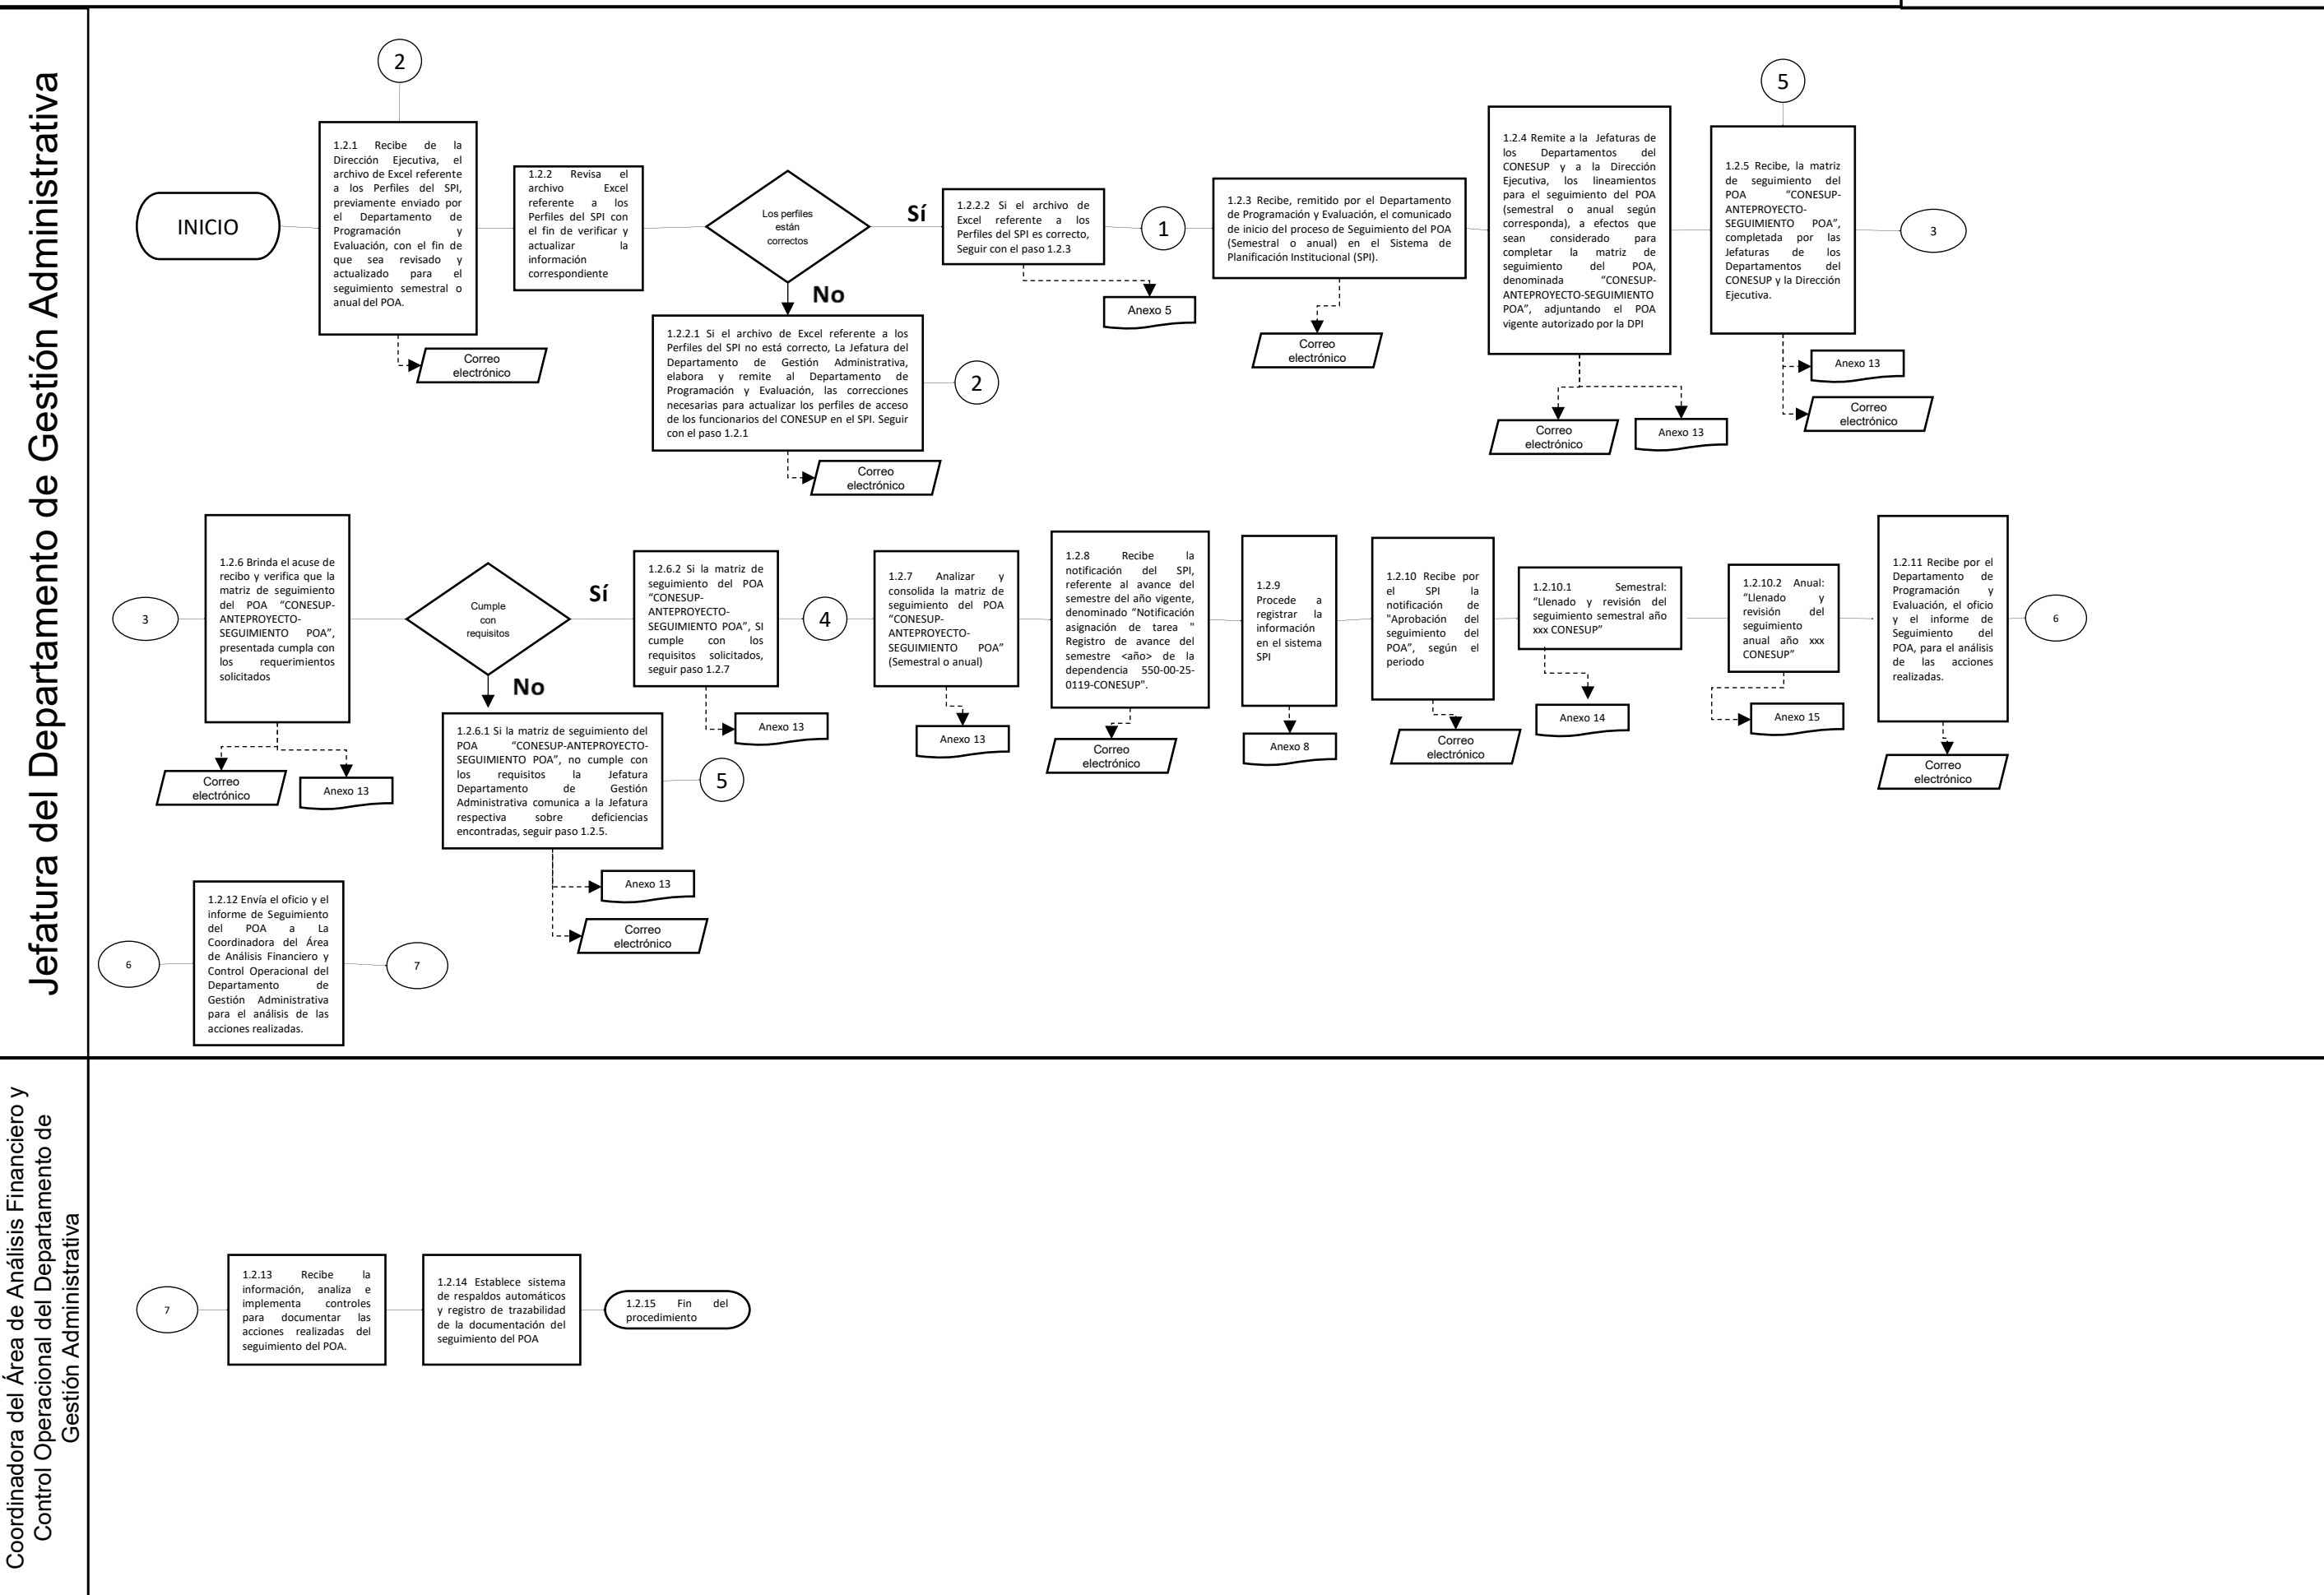 Jefatura del Departamento de Gestión Administrativa
2
5
INICIO
1.2.1 Recibe de la
Dirección Ejecutiva, el
archivo de Excel referente
a los Perfiles del SPI,
previamente enviado por
el Departamento de
Programación y
Evaluación, con el fin de
que sea revisado y
actualizado para el
seguimiento semestral o
anual del POA.
Correo
electrónico
1.2.2 Revisa el
archivo Excel
referente a los
Perfiles del SPI con
el fin de verificar y
actualizar la
información
correspondiente
Los perfiles
están
correctos
Sí
No
1.2.2.1 Si el archivo de Excel referente a los
Perfiles del SPI no está correcto, La Jefatura del
Departamento de Gestión Administrativa,
elabora y remite al Departamento de
Programación y Evaluación, las correcciones
necesarias para actualizar los perfiles de acceso
de los funcionarios del CONESUP en el SPI. Seguir
con el paso 1.2.1
2
Correo
electrónico
1.2.2.2 Si el archivo de
Excel referente a los
Perfiles del SPI es correcto,
Seguir con el paso 1.2.3
Anexo 5
1
1.2.3 Recibe, remitido por el Departamento
de Programación y Evaluación, el comunicado
de inicio del proceso de Seguimiento del POA
(Semestral o anual) en el Sistema de
Planificación Institucional (SPI).
Correo
electrónico
1.2.4 Remite a la Jefaturas de
los Departamentos del
CONESUP y a la Dirección
Ejecutiva, los lineamientos
para el seguimiento del POA
(semestral o anual según
corresponda), a efectos que
sean considerado para
completar la matriz de
seguimiento del POA,
denominada “CONESUP-
ANTEPROYECTO-SEGUIMIENTO
POA”, adjuntando el POA
vigente autorizado por la DPI
Correo
electrónico
Anexo 13
1.2.5 Recibe, la matriz
de seguimiento del
POA “CONESUP-
ANTEPROYECTO-
SEGUIMIENTO POA”,
completada por las
Jefaturas de los
Departamentos del
CONESUP y la Dirección
Ejecutiva.
Anexo 13
Correo
electrónico
3
3
1.2.6 Brinda el acuse de
recibo y verifica que la
matriz de seguimiento
del POA “CONESUP-
ANTEPROYECTO-
SEGUIMIENTO POA”,
presentada cumpla con
los requerimientos
solicitados
Correo
electrónico
Anexo 13
Cumple
con
requisitos
Sí
No
1.2.6.1 Si la matriz de seguimiento del
POA “CONESUP-ANTEPROYECTO-
SEGUIMIENTO POA”, no cumple con
los requisitos la Jefatura
Departamento de Gestión
Administrativa comunica a la Jefatura
respectiva sobre deficiencias
encontradas, seguir paso 1.2.5.
5
Anexo 13
Correo
electrónico
1.2.6.2 Si la matriz de
seguimiento del POA
“CONESUP-
ANTEPROYECTO-
SEGUIMIENTO POA”, SI
cumple con los
requisitos solicitados,
seguir paso 1.2.7
Anexo 13
4
1.2.7 Analizar y
consolida la matriz de
seguimiento del POA
“CONESUP-
ANTEPROYECTO-
SEGUIMIENTO POA”
(Semestral o anual)
Anexo 13
1.2.8 Recibe la
notificación del SPI,
referente al avance del
semestre del año vigente,
denominado “Notificación
asignación de tarea "
Registro de avance del
semestre <año> de la
dependencia 550-00-25-
0119-CONESUP".
Correo
electrónico
1.2.9
Procede a
registrar la
información
en el sistema
SPI
Anexo 8
1.2.10 Recibe por
el SPI la
notificación de
"Aprobación del
seguimiento del
POA”, según el
periodo
Correo
electrónico
1.2.10.1 Semestral:
“Llenado y revisión del
seguimiento semestral año
xxx CONESUP”
Anexo 14
1.2.10.2 Anual:
“Llenado y
revisión del
seguimiento
anual año xxx
CONESUP”
Anexo 15
1.2.11 Recibe por el
Departamento de
Programación y
Evaluación, el oficio
y el informe de
Seguimiento del
POA, para el análisis
de las acciones
realizadas.
Correo
electrónico
6
6
1.2.12 Envía el oficio y el
informe de Seguimiento
del POA a La
Coordinadora del Área
de Análisis Financiero y
Control Operacional del
Departamento de
Gestión Administrativa
para el análisis de las
acciones realizadas.
7
Coordinadora del Área de Análisis Financiero y
Control Operacional del Departamento de
Gestión Administrativa
7
1.2.13 Recibe la
información, analiza e
implementa controles
para documentar las
acciones realizadas del
seguimiento del POA.
1.2.14 Establece sistema
de respaldos automáticos
y registro de trazabilidad
de la documentación del
seguimiento del POA
1.2.15 Fin del
procedimiento